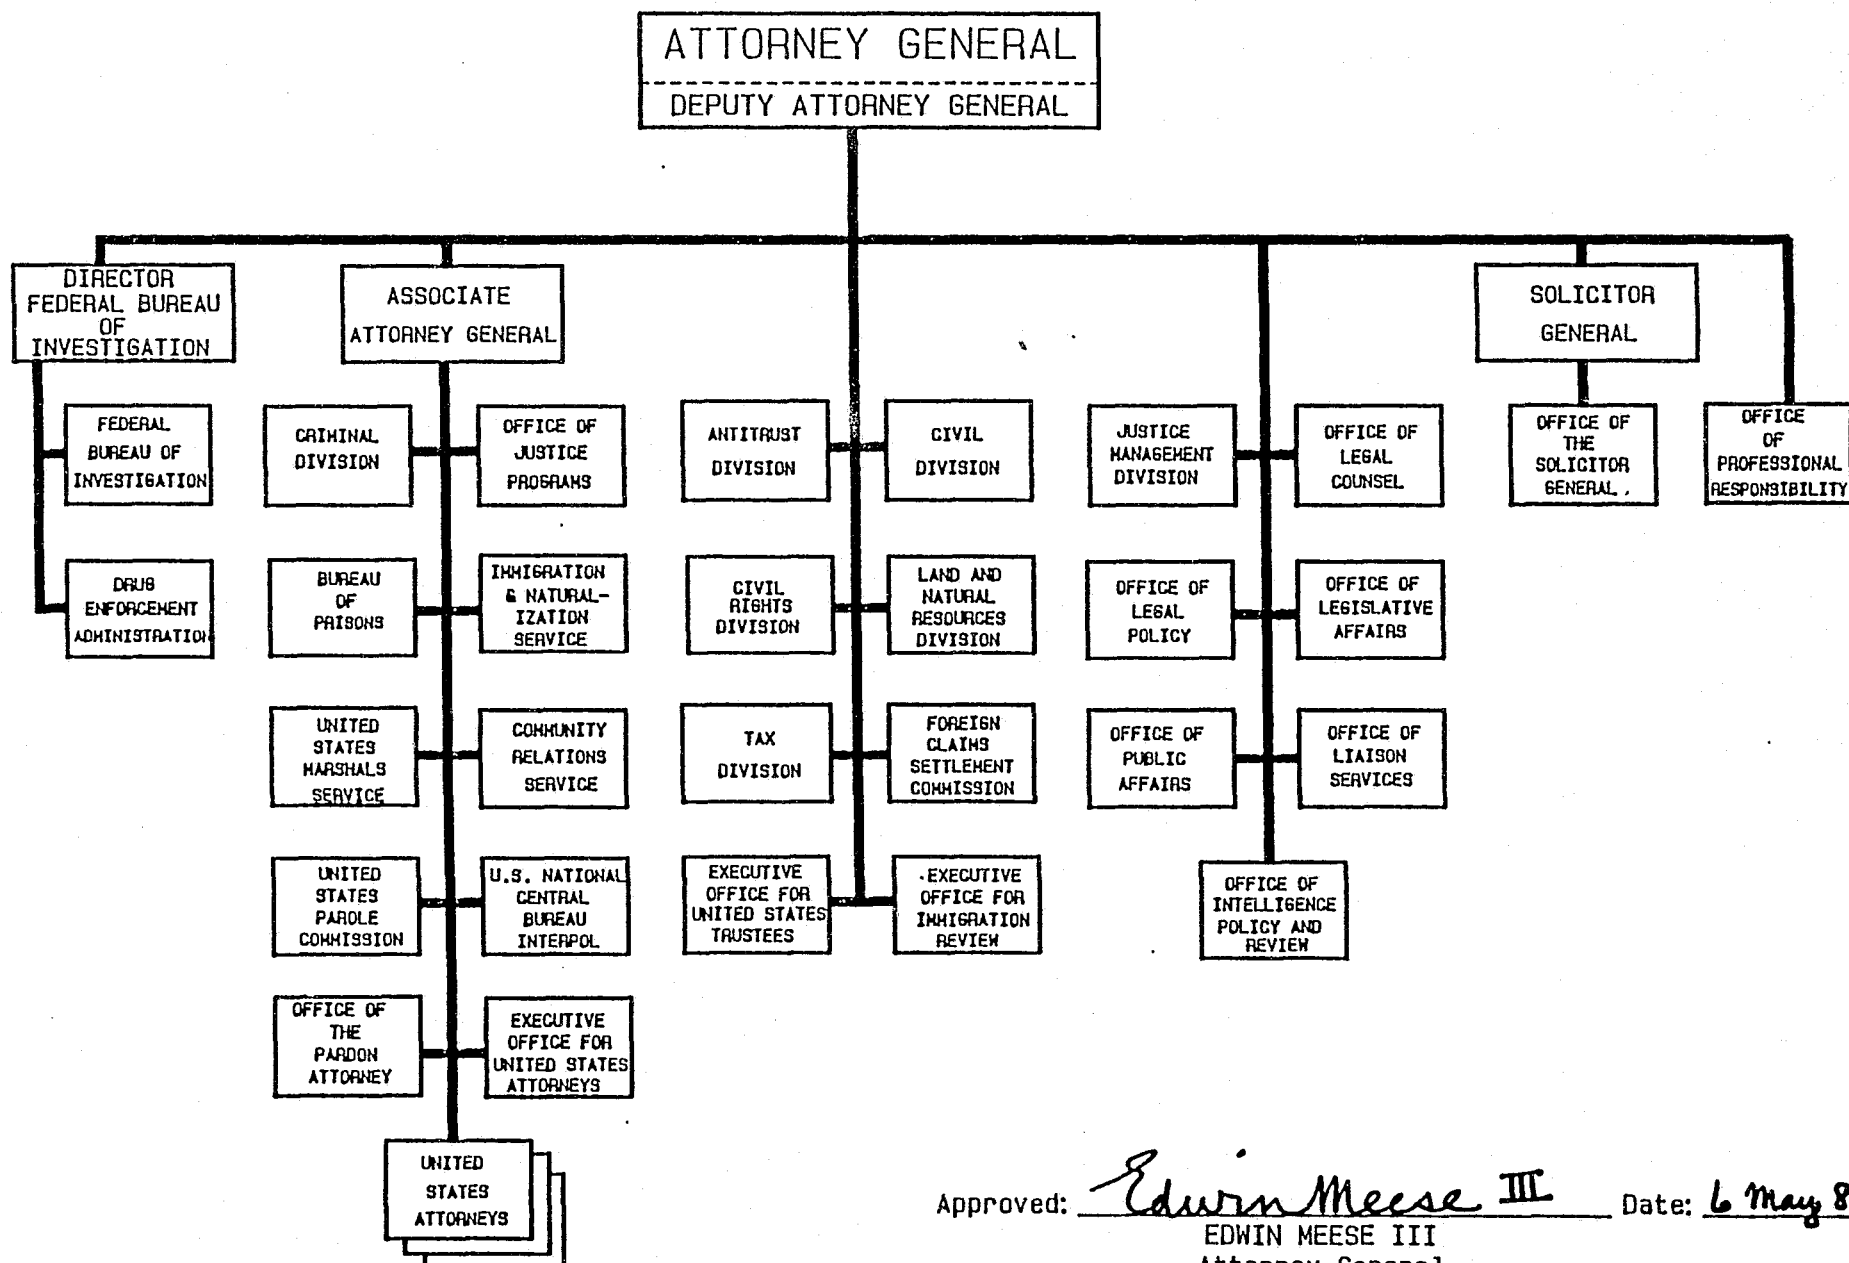 ATTORNEY GENERAL
DEPUTY ATTORNEY GENERAL
DIRECTOR
FEDERAL BUREAU
OF
INVESTIGATION
ASSOCIATE
ATTORNEY GENERAL
SOLICITOR
GENERAL
FEDERAL
BUREAU OF
INVESTIGATION
DRUG
ENFORCEMENT
ADMINISTRATION
CRIMINAL
DIVISION
OFFICE OF
JUSTICE
PROGRAMS
BUREAU
OF
PRISONS
IMMIGRATION
& NATURAL-
IZATION
SERVICE
UNITED
STATES
MARSHALS
SERVICE
COMMUNITY
RELATIONS
SERVICE
UNITED
STATES
PAROLE
COMMISSION
U.S. NATIONAL
CENTRAL
BUREAU
INTERPOL
OFFICE OF
THE
PARDON
ATTORNEY
EXECUTIVE
OFFICE FOR
UNITED STATES
ATTORNEYS
UNITED
STATES
ATTORNEYS
ANTITRUST
DIVISION
CIVIL
DIVISION
CIVIL
RIGHTS
DIVISION
LAND AND
NATURAL
RESOURCES
DIVISION
TAX
DIVISION
FOREIGN
CLAIMS
SETTLEMENT
COMMISSION
EXECUTIVE
OFFICE FOR
UNITED STATES
TRUSTEES
EXECUTIVE
OFFICE FOR
IMMIGRATION
REVIEW
JUSTICE
MANAGEMENT
DIVISION
OFFICE OF
LEGAL
COUNSEL
OFFICE OF
LEGAL
POLICY
OFFICE OF
LEGISLATIVE
AFFAIRS
OFFICE OF
PUBLIC
AFFAIRS
OFFICE OF
LIAISON
SERVICES
OFFICE OF
INTELLIGENCE
POLICY AND
REVIEW
OFFICE OF
THE
SOLICITOR
GENERAL
OFFICE
OF
PROFESSIONAL
RESPONSIBILITY
Approved: Edwin Meese III Date: 6 May 8
EDWIN MEESE III
Attorney General